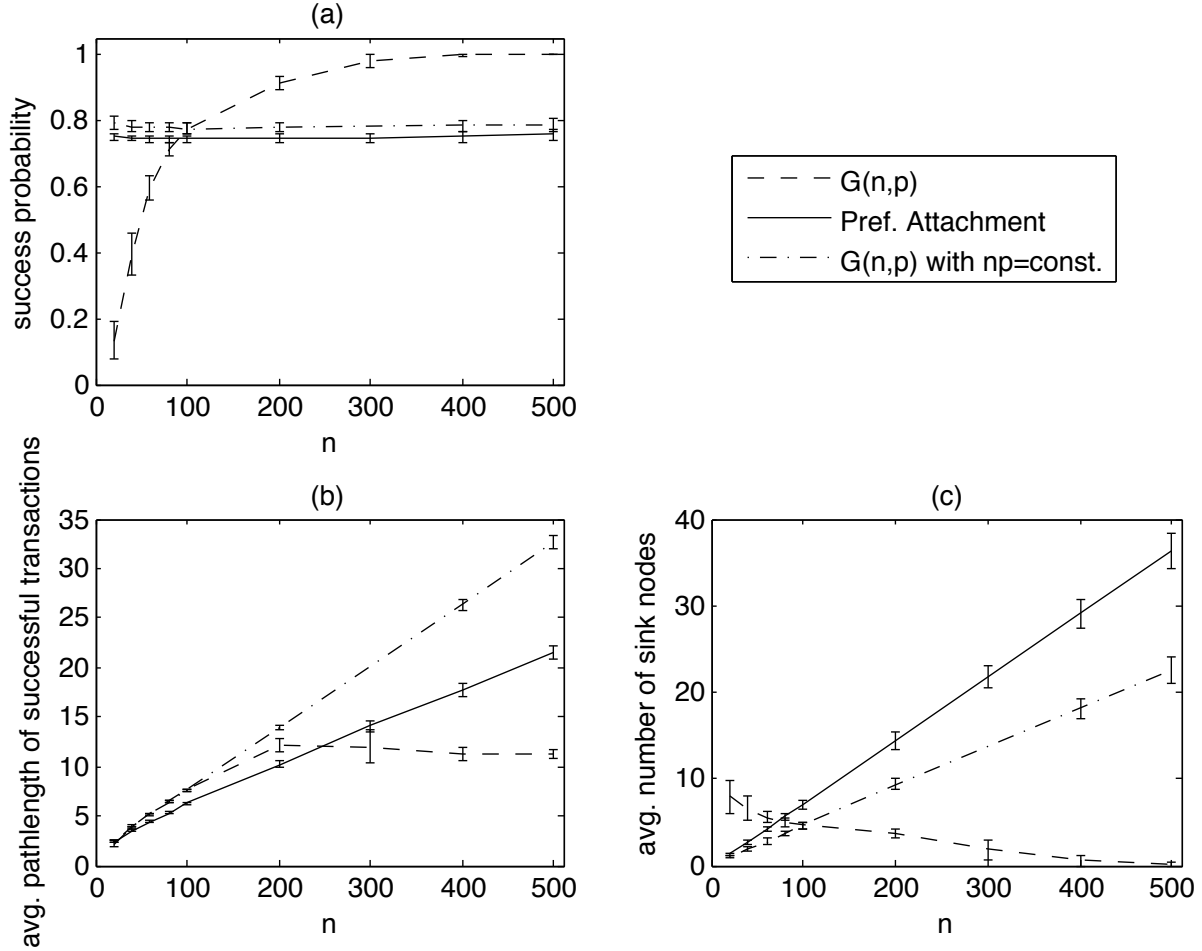 (a)
1
0.8
0.6
0.4
0.2
0
success probability
0 100 200 300 400 500
n
G(n,p)
Pref. Attachment
G(n,p) with np=const.
(b)
35
30
25
20
15
10
5
0
avg. pathlength of successful transactions
0 100 200 300 400 500
n
(c)
40
30
20
10
0
avg. number of sink nodes
0 100 200 300 400 500
n